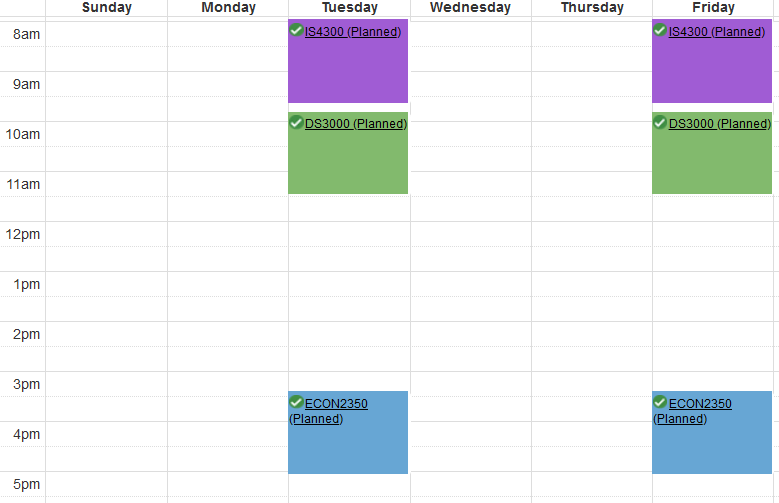 Sunday Monday Tuesday Wednesday Thursday Friday
8am
IS4300 (Planned) IS4300 (Planned)
9am
DS3000 (Planned) DS3000 (Planned)
10am
11am
12pm
1pm
2pm
3pm
ECON2350 ECON2350
(Planned) (Planned)
4pm
5pm